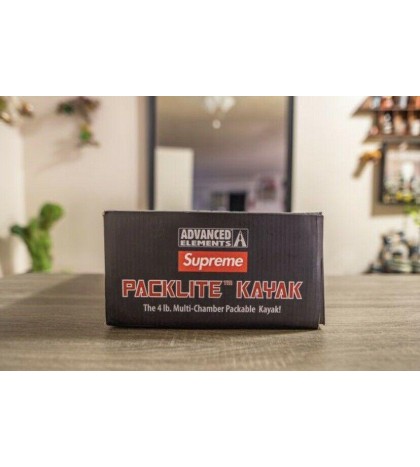 ADVANCED
ELEMENTS
Supreme
PACKLITE™ KAYAK
The 4 lb. Multi-Chamber Packable Kayak!